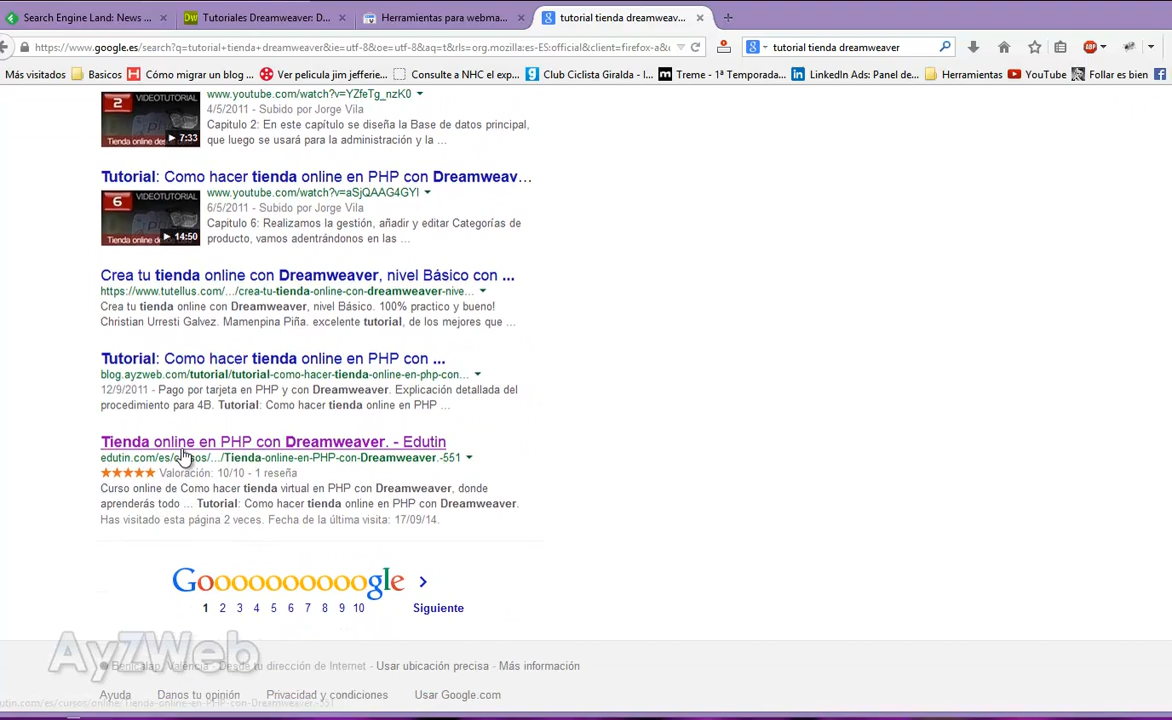 Search Engine Land: News ...
Tutoriales Dreamweaver: D...
Herramientas para webma...
tutorial tienda dreamweav...
https://www.google.es/search?q=tutorial+tienda+dreamweaver&ie=utf-8&oe=utf-8&aq=t&rls=org.mozilla:es-ES:official&client=firefox-a&c
tutorial tienda dreamweaver
Más visitados
Basicos
Cómo migrar un blog ...
Ver pelicula jim jefferie...
Consulte a NHC el exp...
Club Ciclista Giralda - I...
Treme - 1ª Temporada...
LinkedIn Ads: Panel de...
Herramientas
YouTube
Follar es bien
www.youtube.com/watch?v=YZfeTg_nzK0
2 VIDEOTUTORIAL
7:33
4/5/2011 - Subido por Jorge Vila
Capitulo 2: En este capítulo se diseña la Base de datos principal,
que luego se usará para la administración y la ...
Tutorial: Como hacer tienda online en PHP con Dreamweav...
www.youtube.com/watch?v=aSjQAAG4GYI
6 VIDEOTUTORIAL
14:50
6/5/2011 - Subido por Jorge Vila
Capitulo 6: Realizamos la gestión, añadir y editar Categorías de
producto, vamos adentrándonos en las ...
Crea tu tienda online con Dreamweaver, nivel Básico con ...
https://www.tutellus.com/.../crea-tu-tienda-online-con-dreamweaver-nive...
Crea tu tienda online con Dreamweaver, nivel Básico. 100% practico y bueno!
Christian Urresti Galvez. Mamenpina Piña. excelente tutorial, de los mejores que ...
Tutorial: Como hacer tienda online en PHP con ...
blog.ayzweb.com/tutorial/tutorial-como-hacer-tienda-online-en-php-con...
12/9/2011 - Pago por tarjeta en PHP y con Dreamweaver. Explicación detallada del
procedimiento para 4B. Tutorial: Como hacer tienda online en PHP ...
Tienda online en PHP con Dreamweaver. - Edutin
edutin.com/es/cursos/.../Tienda-online-en-PHP-con-Dreamweaver.-551
Valoración: 10/10 - 1 reseña
Curso online de Como hacer tienda virtual en PHP con Dreamweaver, donde
aprenderás todo ... Tutorial: Como hacer tienda online en PHP con Dreamweaver.
Has visitado esta página 2 veces. Fecha de la última visita: 17/09/14.
Goooooooooogle
1 2 3 4 5 6 7 8 9 10 Siguiente
AyZWeb
Benicalap, Valencia - Desde tu dirección de Internet - Usar ubicación precisa - Más información
Ayuda Danos tu opinión Privacidad y condiciones Usar Google.com